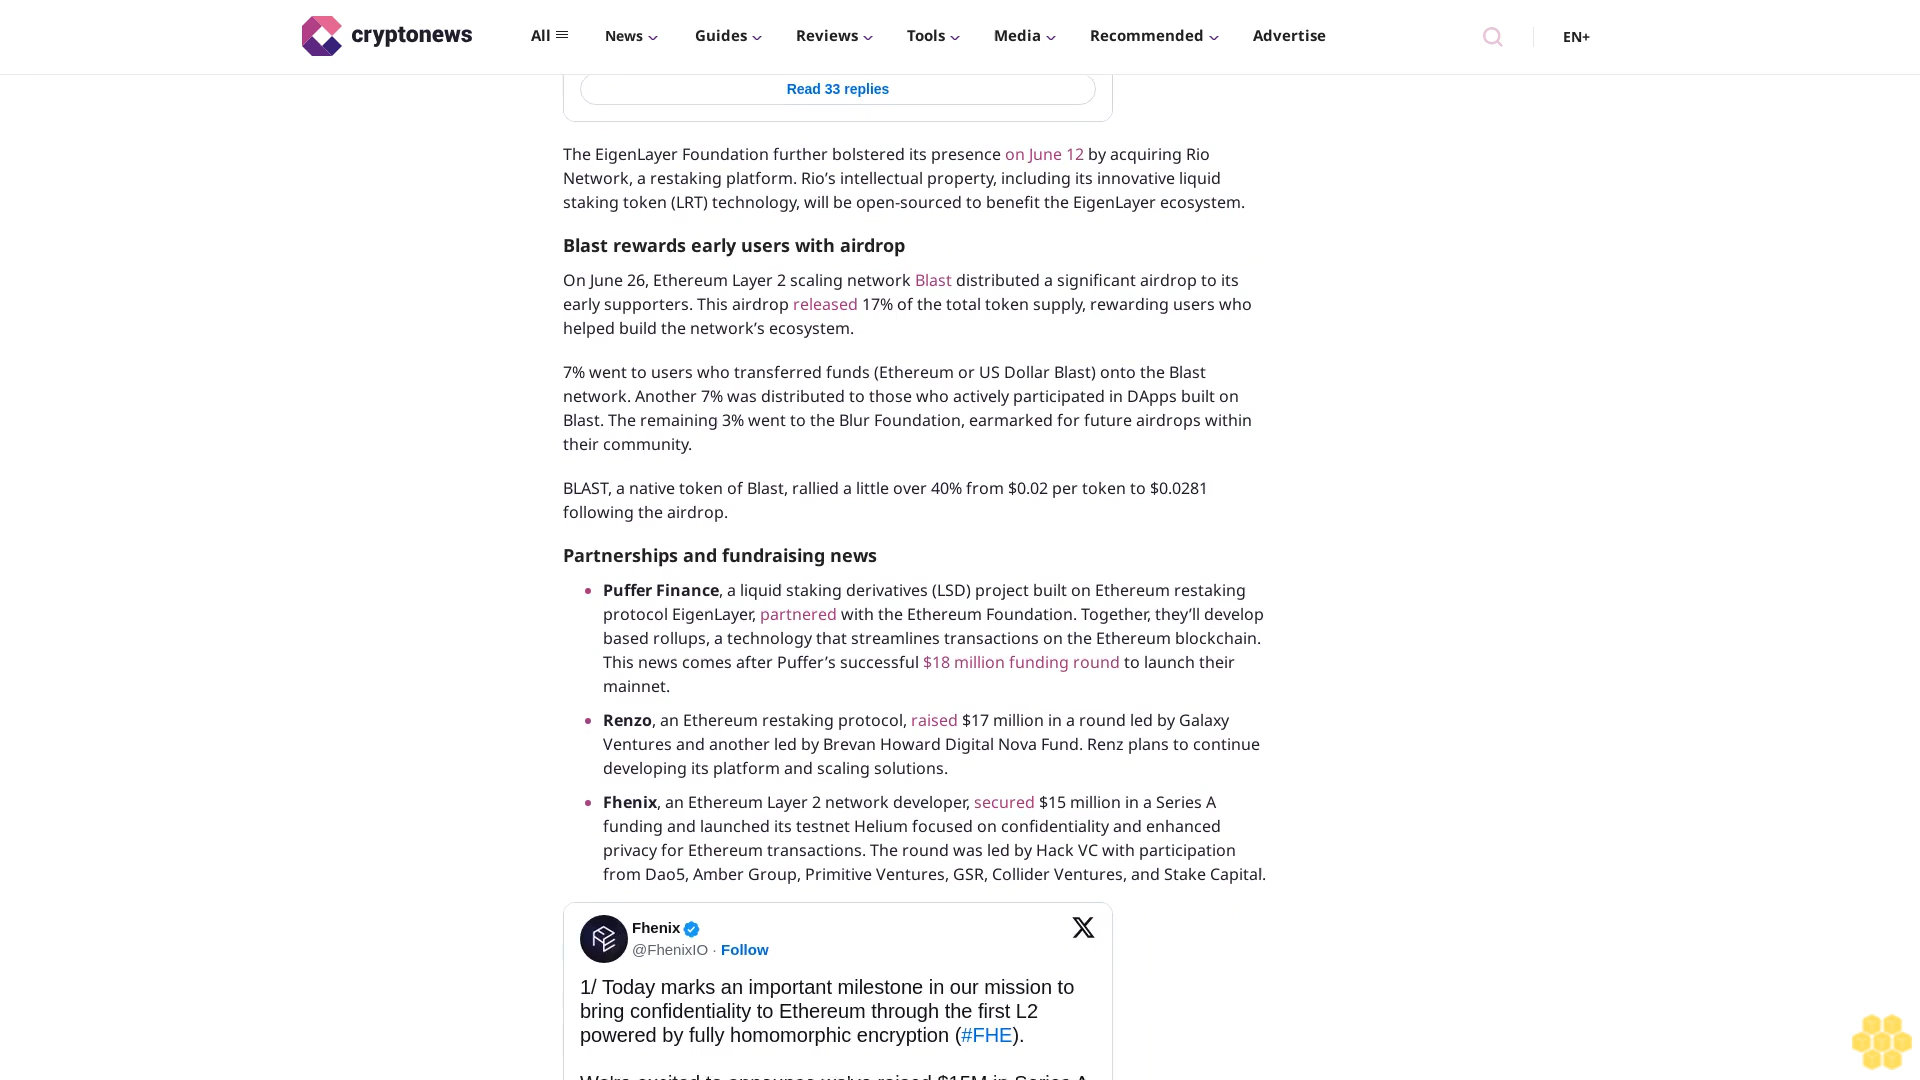 cryptonews
All
News
Guides
Reviews
Tools
Media
Recommended
Advertise
EN+
Read 33 replies
The EigenLayer Foundation further bolstered its presence on June 12 by acquiring Rio
Network, a restaking platform. Rio’s intellectual property, including its innovative liquid
staking token (LRT) technology, will be open-sourced to benefit the EigenLayer ecosystem.
Blast rewards early users with airdrop
On June 26, Ethereum Layer 2 scaling network Blast distributed a significant airdrop to its
early supporters. This airdrop released 17% of the total token supply, rewarding users who
helped build the network’s ecosystem.
7% went to users who transferred funds (Ethereum or US Dollar Blast) onto the Blast
network. Another 7% was distributed to those who actively participated in DApps built on
Blast. The remaining 3% went to the Blur Foundation, earmarked for future airdrops within
their community.
BLAST, a native token of Blast, rallied a little over 40% from $0.02 per token to $0.0281
following the airdrop.
Partnerships and fundraising news
Puffer Finance, a liquid staking derivatives (LSD) project built on Ethereum restaking
protocol EigenLayer, partnered with the Ethereum Foundation. Together, they’ll develop
based rollups, a technology that streamlines transactions on the Ethereum blockchain.
This news comes after Puffer’s successful $18 million funding round to launch their
mainnet.
Renzo, an Ethereum restaking protocol, raised $17 million in a round led by Galaxy
Ventures and another led by Brevan Howard Digital Nova Fund. Renz plans to continue
developing its platform and scaling solutions.
Fhenix, an Ethereum Layer 2 network developer, secured $15 million in a Series A
funding and launched its testnet Helium focused on confidentiality and enhanced
privacy for Ethereum transactions. The round was led by Hack VC with participation
from Dao5, Amber Group, Primitive Ventures, GSR, Collider Ventures, and Stake Capital.
Fhenix
@FhenixIO · Follow
1/ Today marks an important milestone in our mission to
bring confidentiality to Ethereum through the first L2
powered by fully homomorphic encryption (#FHE).
We're excited to announce we've raised $15M in Series A